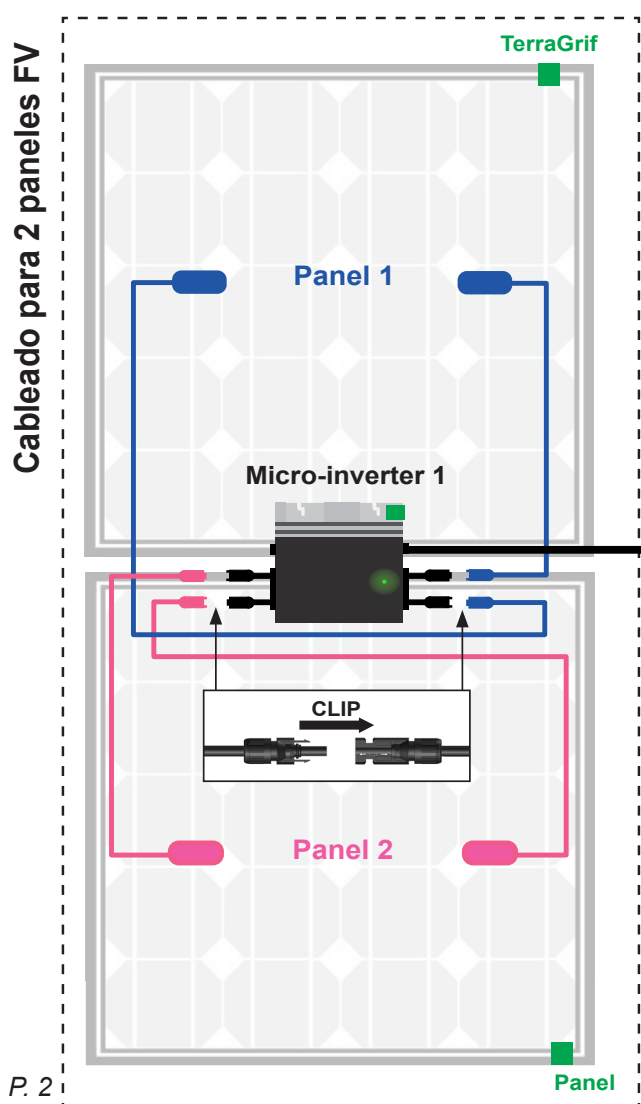 Cableado para 2 paneles FV
TerraGrif
Panel 1
Micro-inverter 1
CLIP
Panel 2
Panel
P. 2